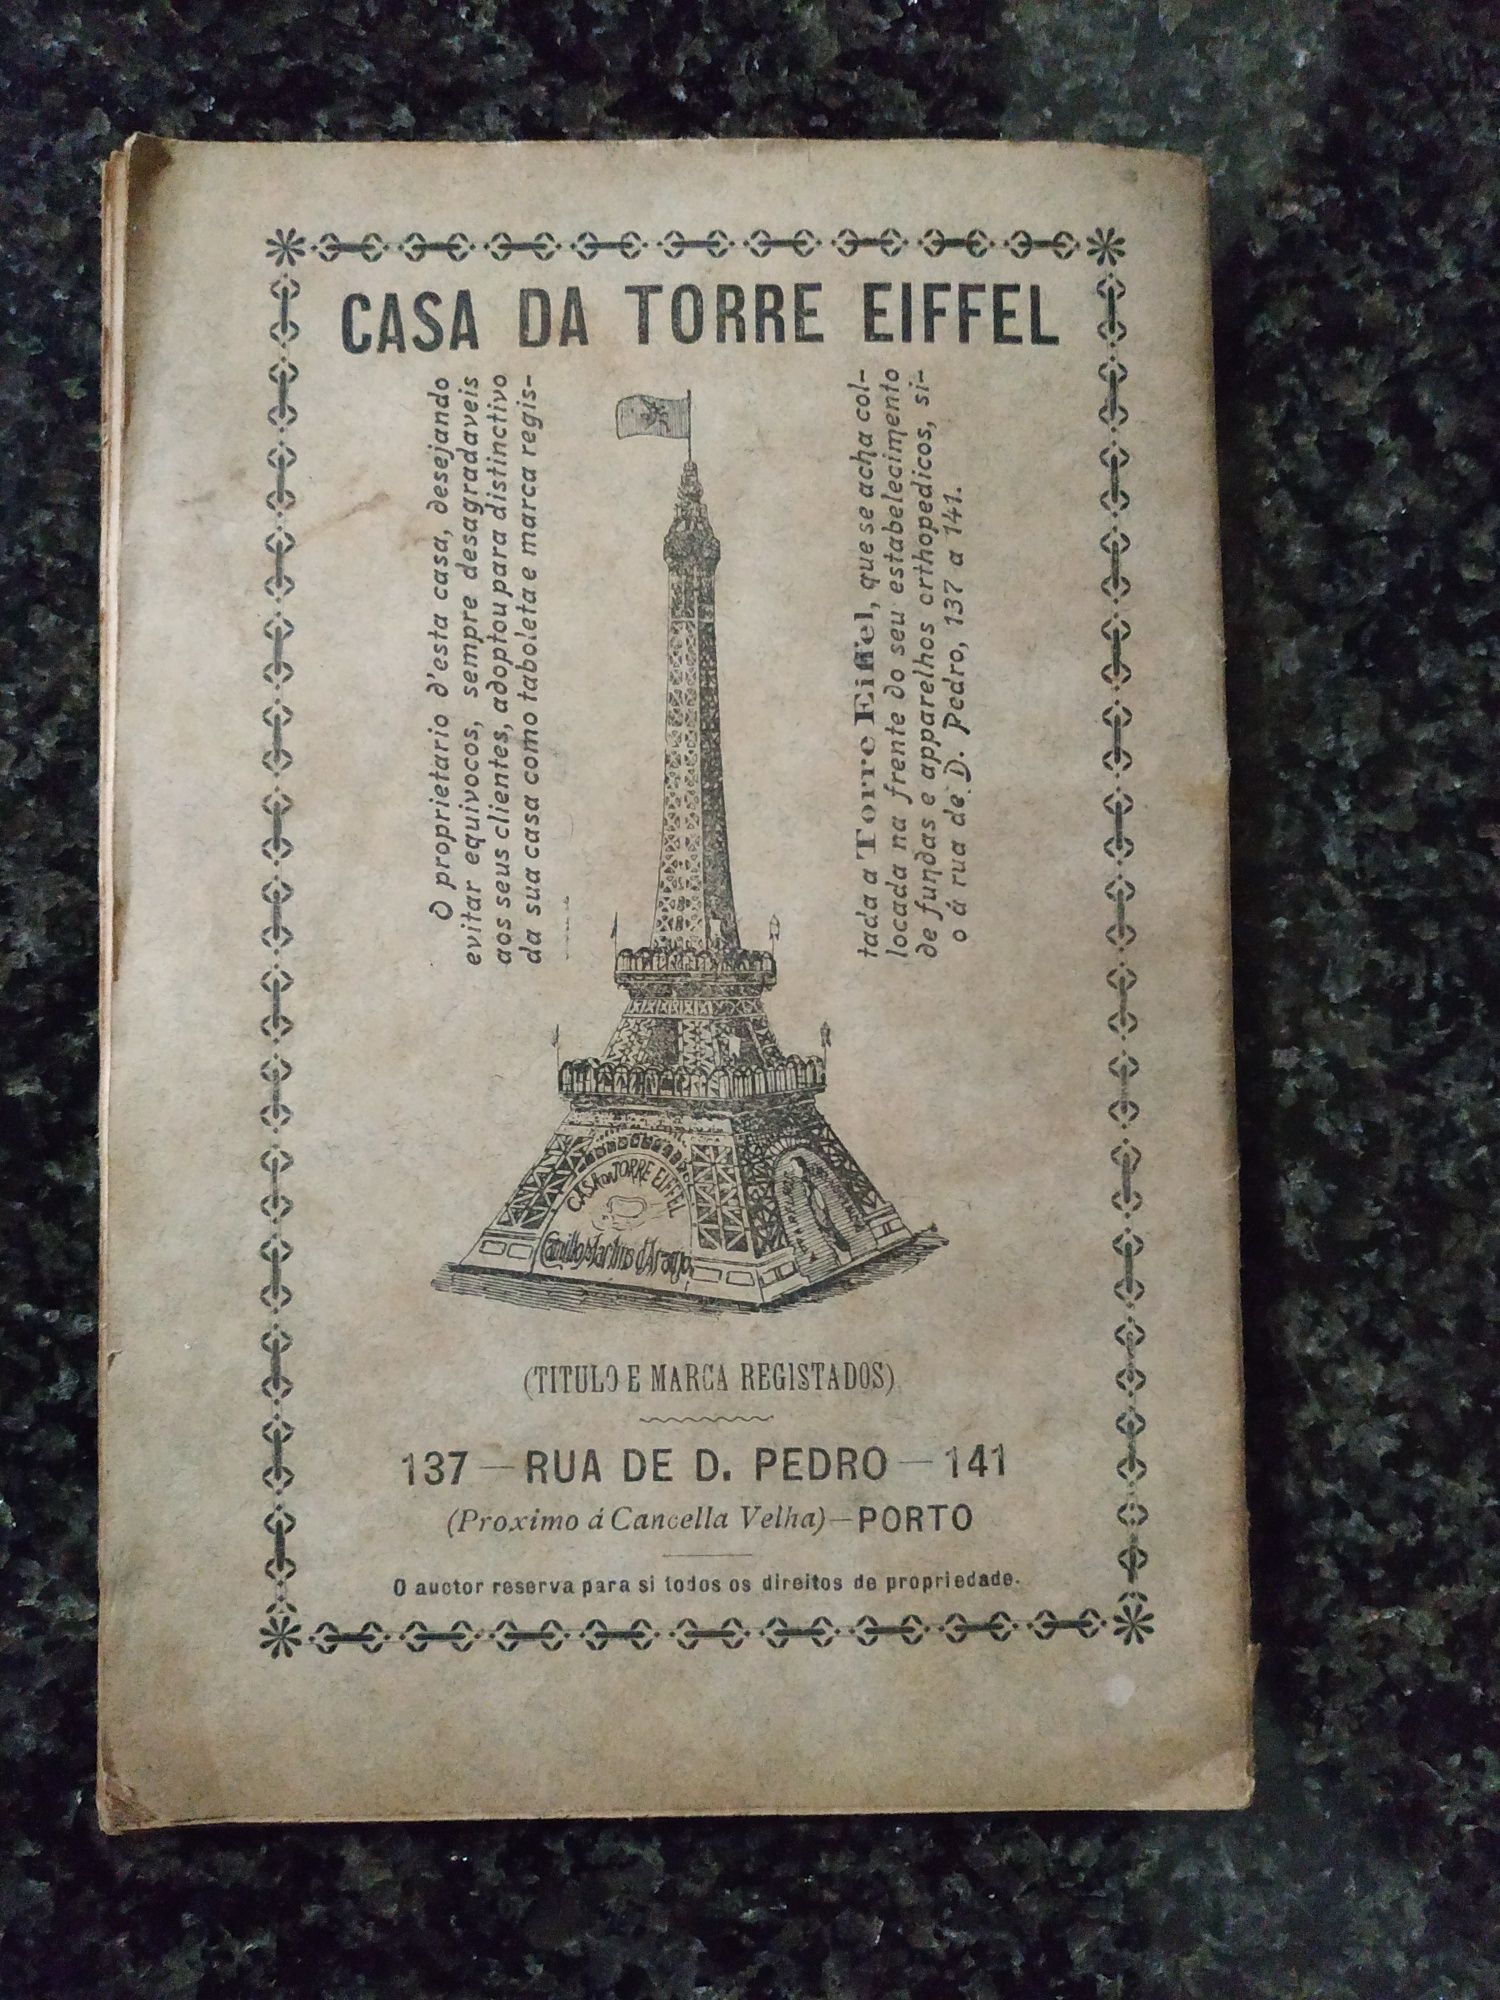 CASA DA TORRE EIFFEL
O proprietario d'esta casa, desejando
evitar equivocos, sempre desagradaveis
aos seus clientes, adoptou para distinctivo
da sua casa como taboleta e marca regis-
tada a Torre Eiffel, que se acha col-
locada na frente do seu estabelecimento
de fundas e apparelhos orthopedicos, si-
o á rua de D. Pedro, 137 a 141.
CASA DA TORRE EIFFEL
Camillo Martins d'Araujo
(TITULO E MARCA REGISTADOS)
137 — RUA DE D. PEDRO — 141
(Proximo á Cancella Velha)—PORTO
O auctor reserva para si todos os direitos de propriedade.